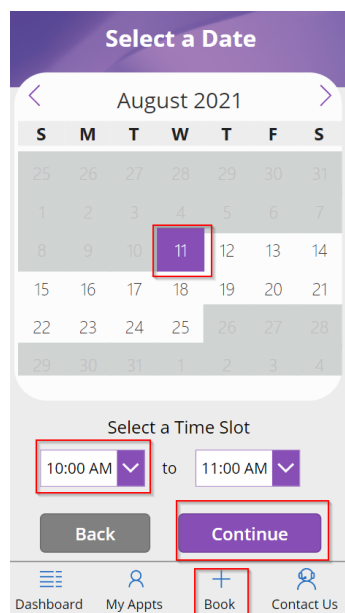 Select a Date
August 2021
S M T W T F S
25 26 27 28 29 30 31
1 2 3 4 5 6 7
8 9 10 11 12 13 14
15 16 17 18 19 20 21
22 23 24 25 26 27 28
29 30 31 1 2 3 4
Select a Time Slot
10:00 AM to 11:00 AM
Back Continue
Dashboard My Appts Book Contact Us